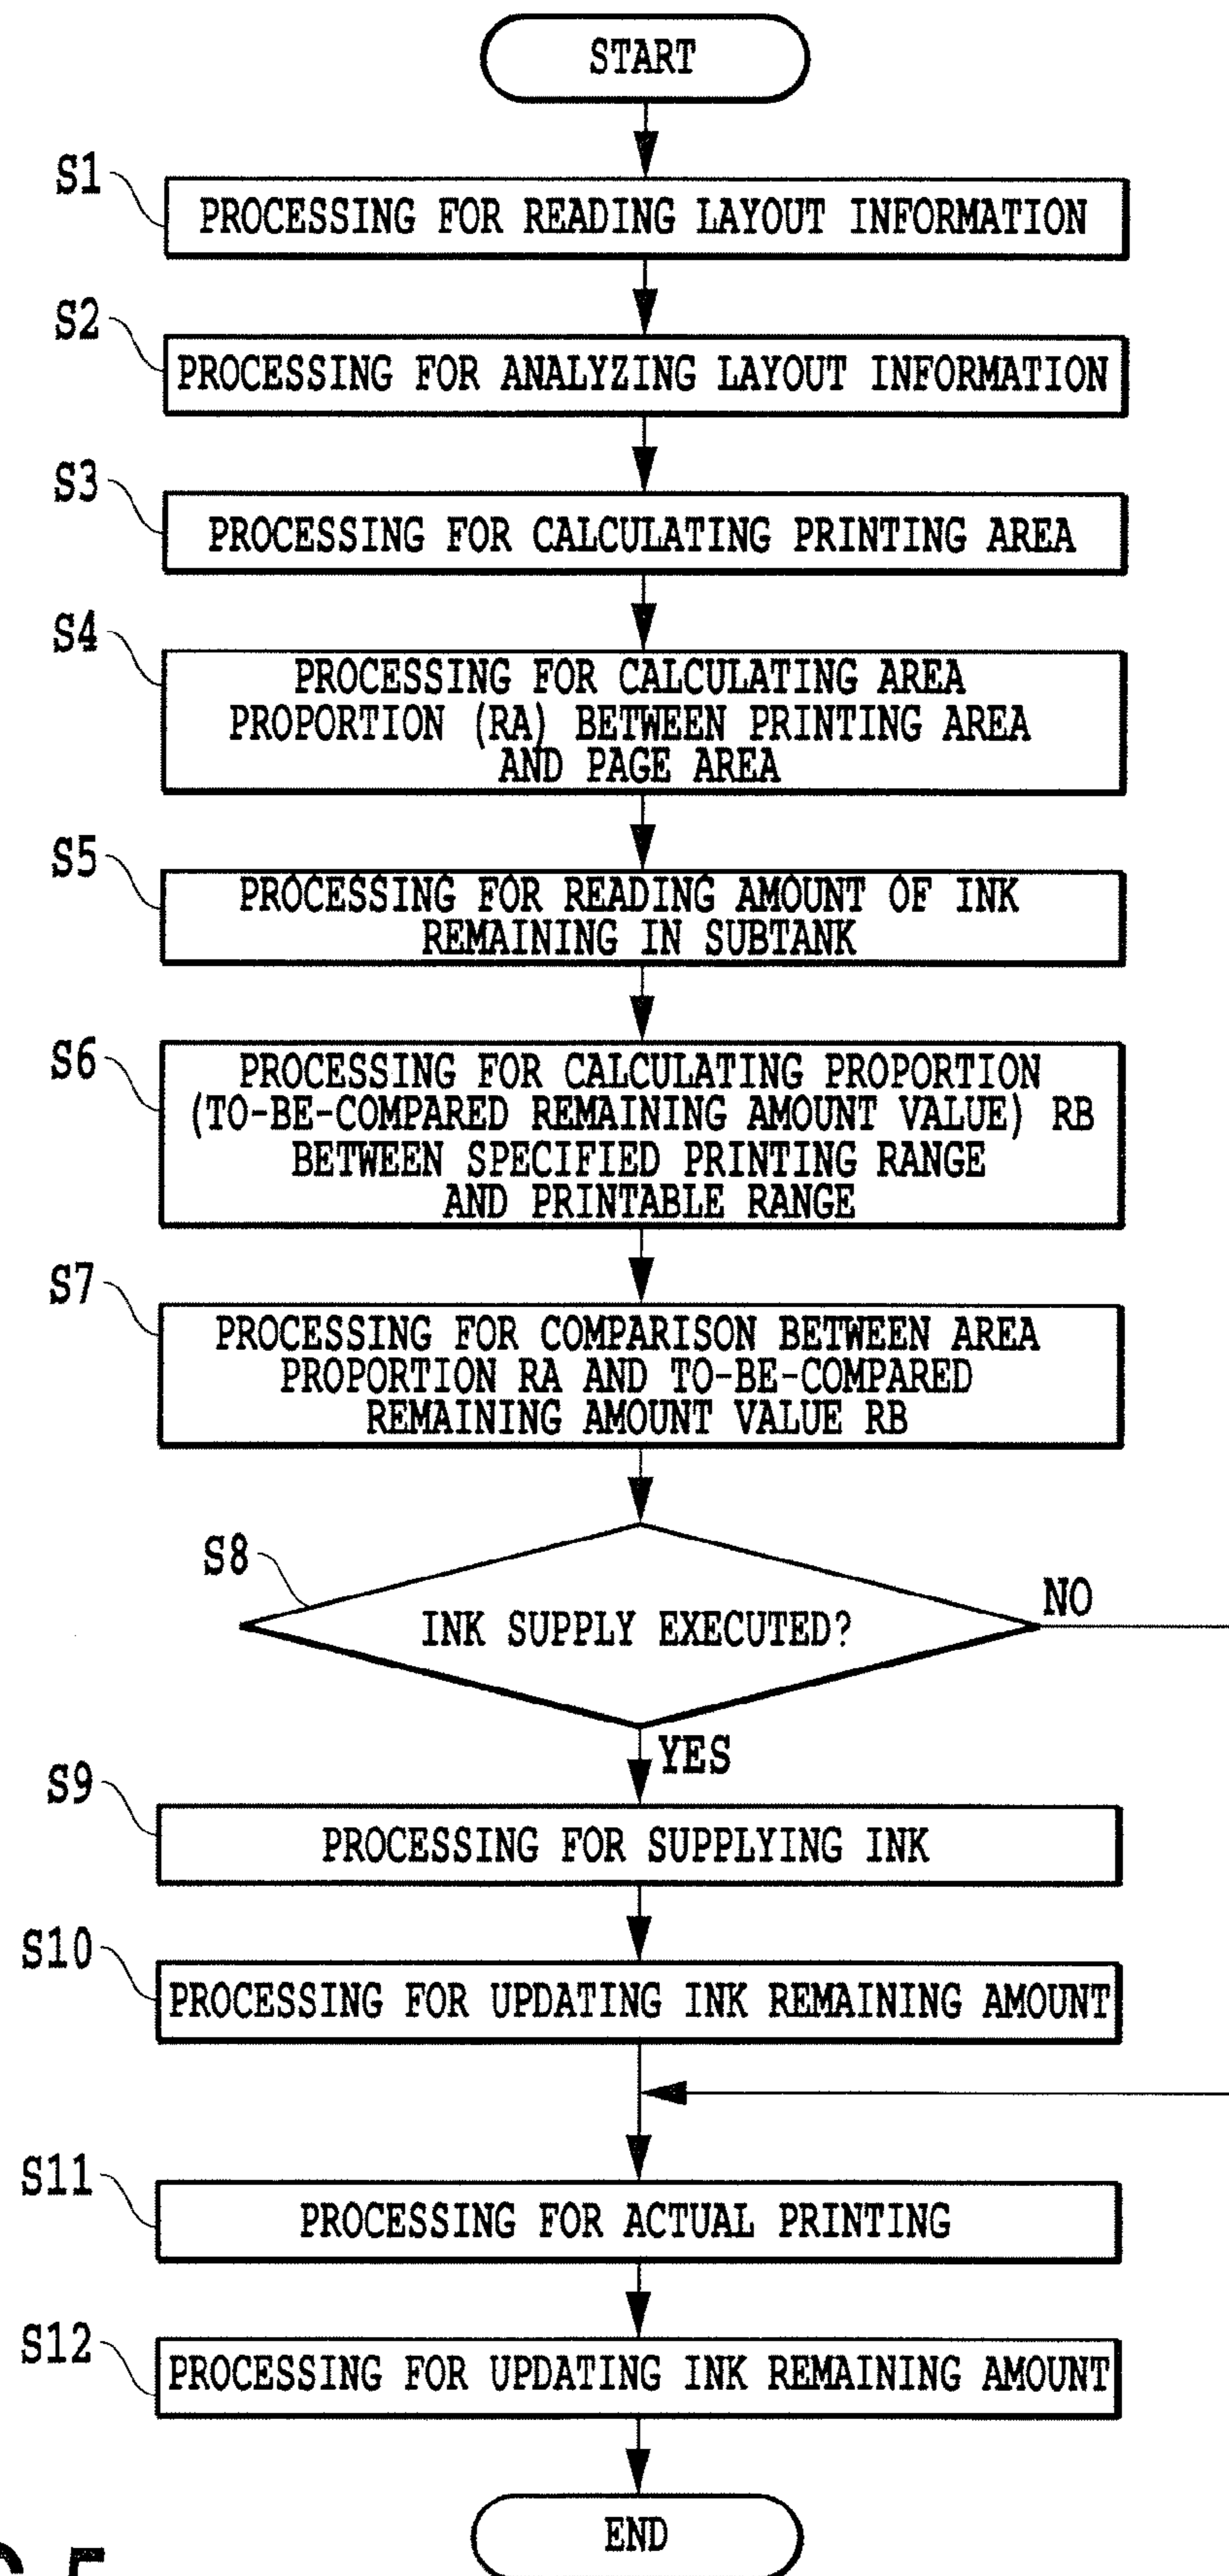 START
S1
PROCESSING FOR READING LAYOUT INFORMATION
S2
PROCESSING FOR ANALYZING LAYOUT INFORMATION
S3
PROCESSING FOR CALCULATING PRINTING AREA
S4
PROCESSING FOR CALCULATING AREA
PROPORTION (RA) BETWEEN PRINTING AREA
AND PAGE AREA
S5
PROCESSING FOR READING AMOUNT OF INK
REMAINING IN SUBTANK
S6
PROCESSING FOR CALCULATING PROPORTION
(TO-BE-COMPARED REMAINING AMOUNT VALUE) RB
BETWEEN SPECIFIED PRINTING RANGE
AND PRINTABLE RANGE
S7
PROCESSING FOR COMPARISON BETWEEN AREA
PROPORTION RA AND TO-BE-COMPARED
REMAINING AMOUNT VALUE RB
S8
INK SUPPLY EXECUTED?
NO
YES
S9
PROCESSING FOR SUPPLYING INK
S10
PROCESSING FOR UPDATING INK REMAINING AMOUNT
S11
PROCESSING FOR ACTUAL PRINTING
S12
PROCESSING FOR UPDATING INK REMAINING AMOUNT
END